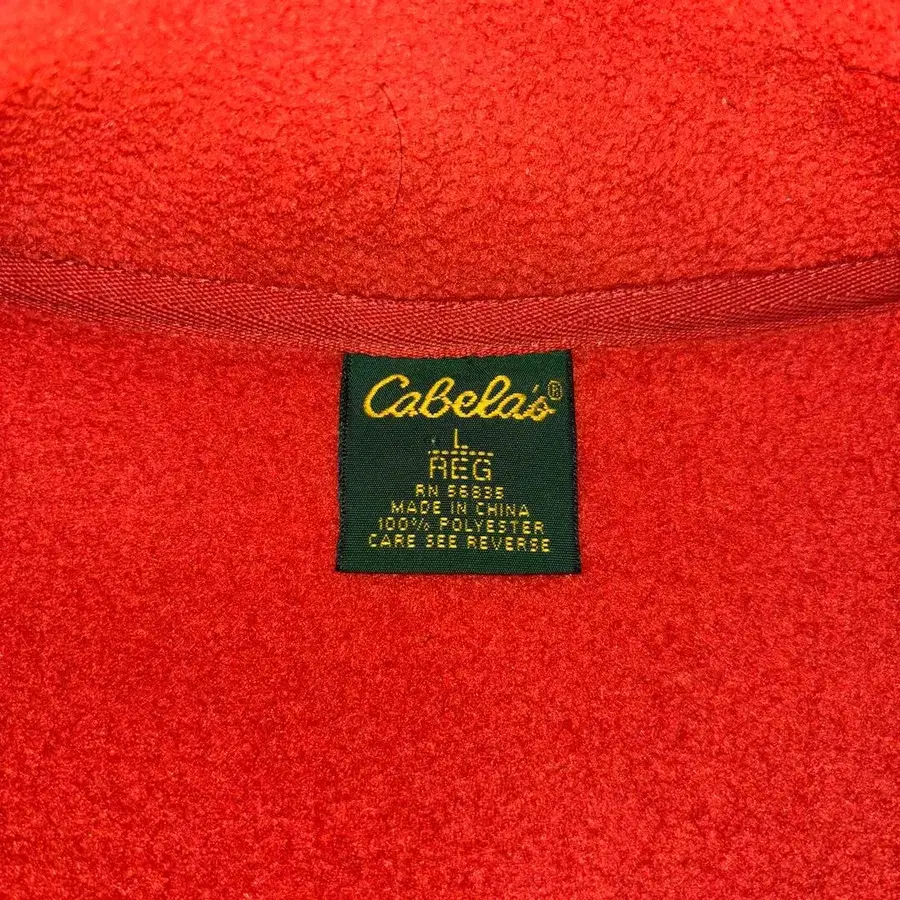 Cabela's®
L
REG
RN 56835
MADE IN CHINA
100% POLYESTER
CARE SEE REVERSE